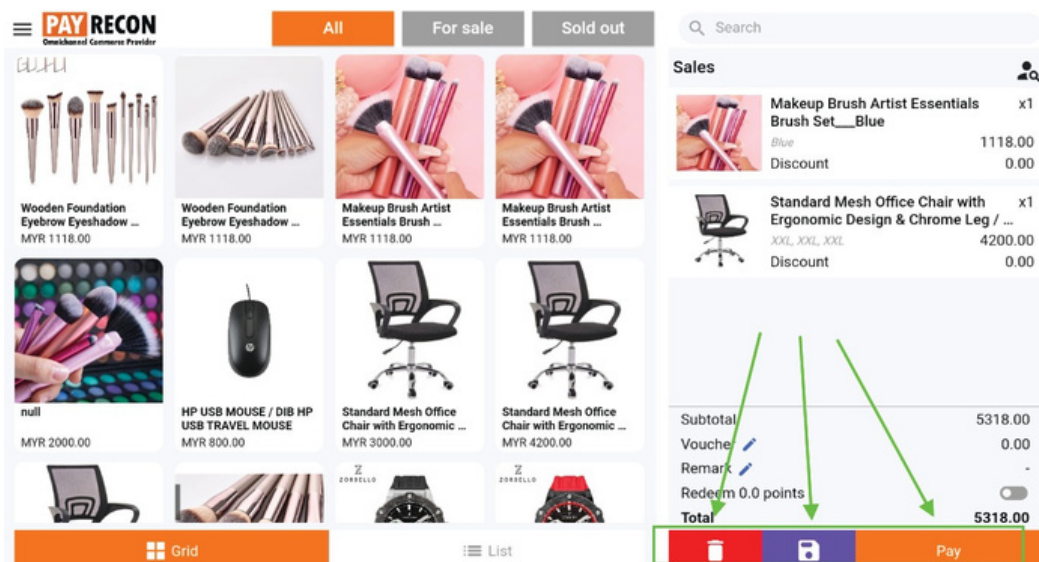 PAY RECON
Omnichannel Commerce Provider
All
For sale
Sold out
Search
Sales
Makeup Brush Artist Essentials
Brush Set___Blue
x1
Blue
1118.00
Discount
0.00
Standard Mesh Office Chair with
Ergonomic Design & Chrome Leg / ...
x1
XXL, XXL, XXL
4200.00
Discount
0.00
Wooden Foundation
Eyebrow Eyeshadow ...
MYR 1118.00
Wooden Foundation
Eyebrow Eyeshadow ...
MYR 1118.00
Makeup Brush Artist
Essentials Brush ...
MYR 1118.00
Makeup Brush Artist
Essentials Brush ...
MYR 1118.00
null
MYR 2000.00
HP USB MOUSE / DIB HP
USB TRAVEL MOUSE
MYR 800.00
Standard Mesh Office
Chair with Ergonomic ...
MYR 3000.00
Standard Mesh Office
Chair with Ergonomic ...
MYR 4200.00
Z
ZORBELLO
Z
ZORBELLO
Subtotal
5318.00
Voucher
0.00
Remark
-
Redeem 0.0 points
Total
5318.00
Grid
List
Pay